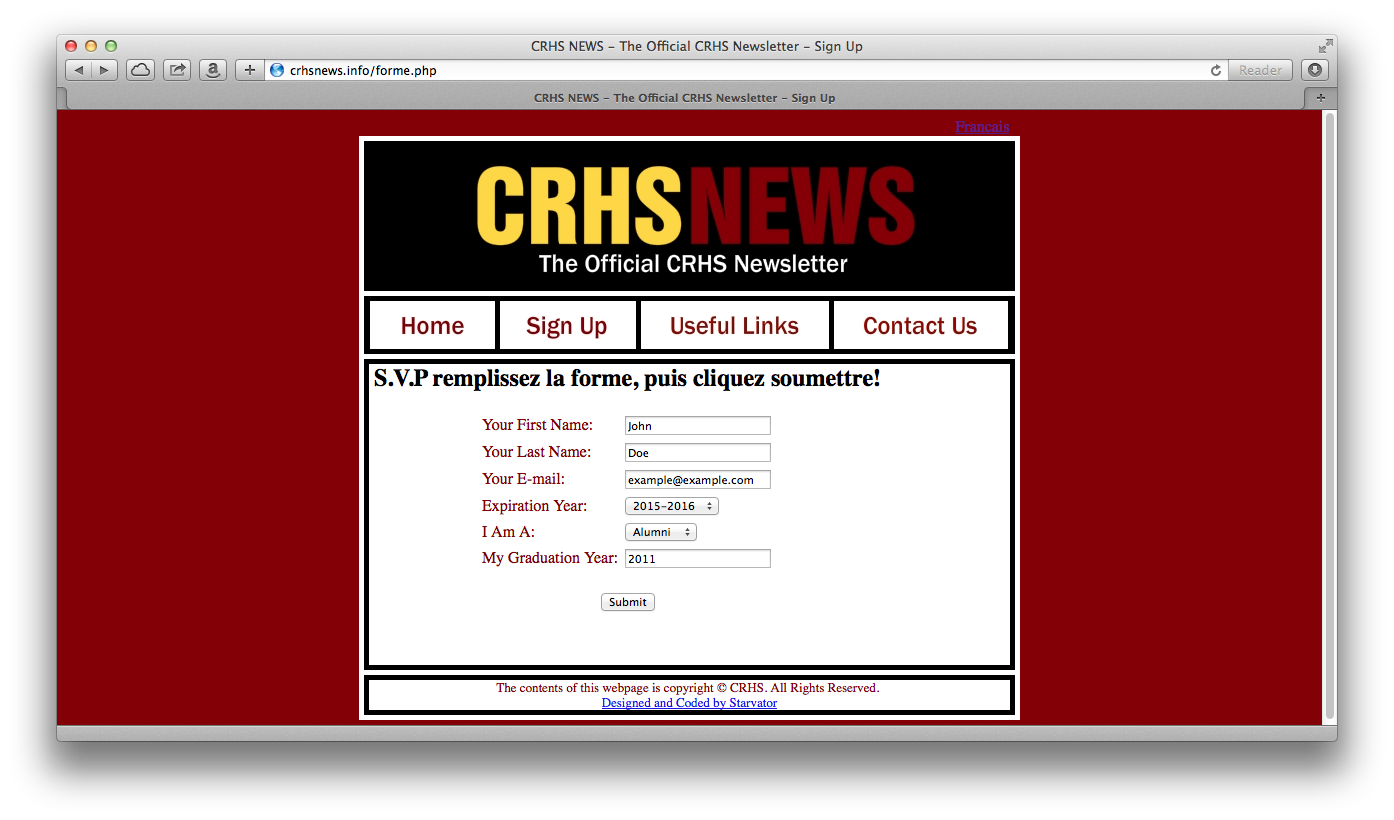 CRHS NEWS – The Official CRHS Newsletter – Sign Up
crhsnews.info/forme.php
Reader
CRHS NEWS – The Official CRHS Newsletter – Sign Up
Francais
CRHSNEWS
The Official CRHS Newsletter
Home Sign Up Useful Links Contact Us
S.V.P remplissez la forme, puis cliquez soumettre!
Your First Name: John
Your Last Name: Doe
Your E-mail: example@example.com
Expiration Year: 2015-2016
I Am A: Alumni
My Graduation Year: 2011
Submit
The contents of this webpage is copyright © CRHS. All Rights Reserved.
Designed and Coded by Starvator